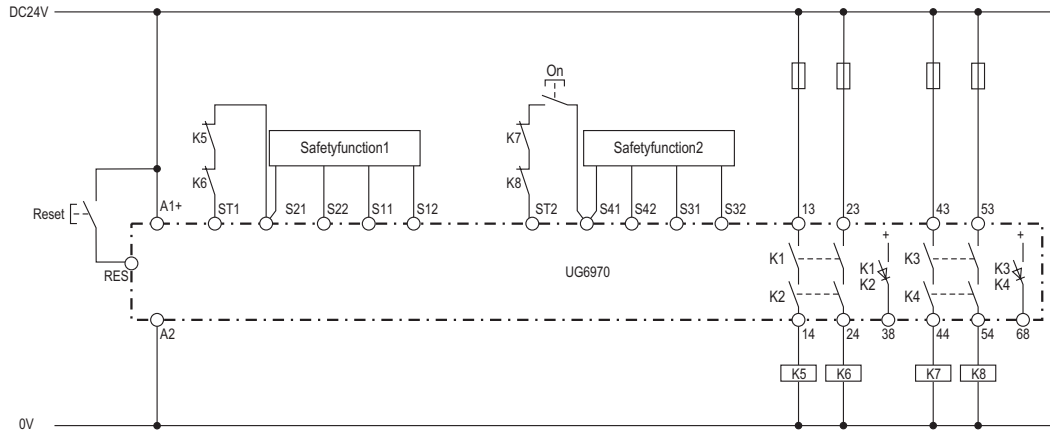 DC24V
On
K5
K7
Safetyfunction1
Safetyfunction2
K6
K8
Reset
A1+
ST1
S21
S22
S11
S12
ST2
S41
S42
S31
S32
13
23
43
53
+
+
K1
K3
K1
K2
K3
K4
RES
UG6970
K2
K4
A2
14
24
38
44
54
68
K5
K6
K7
K8
0V